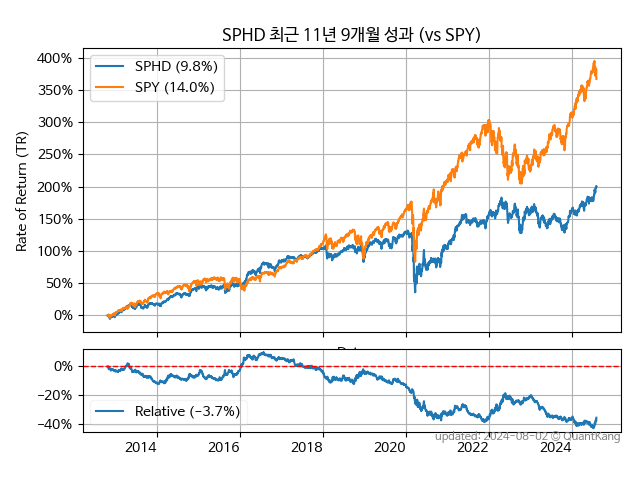 SPHD 최근 11년 9개월 성과 (vs SPY)
400%
350%
300%
250%
200%
150%
100%
50%
0%
Rate of Return (TR)
SPHD (9.8%)
SPY (14.0%)
0%
−20%
−40%
Relative (−3.7%)
2014 2016 2018 2020 2022 2024
updated: 2024-08-02 © QuantKang